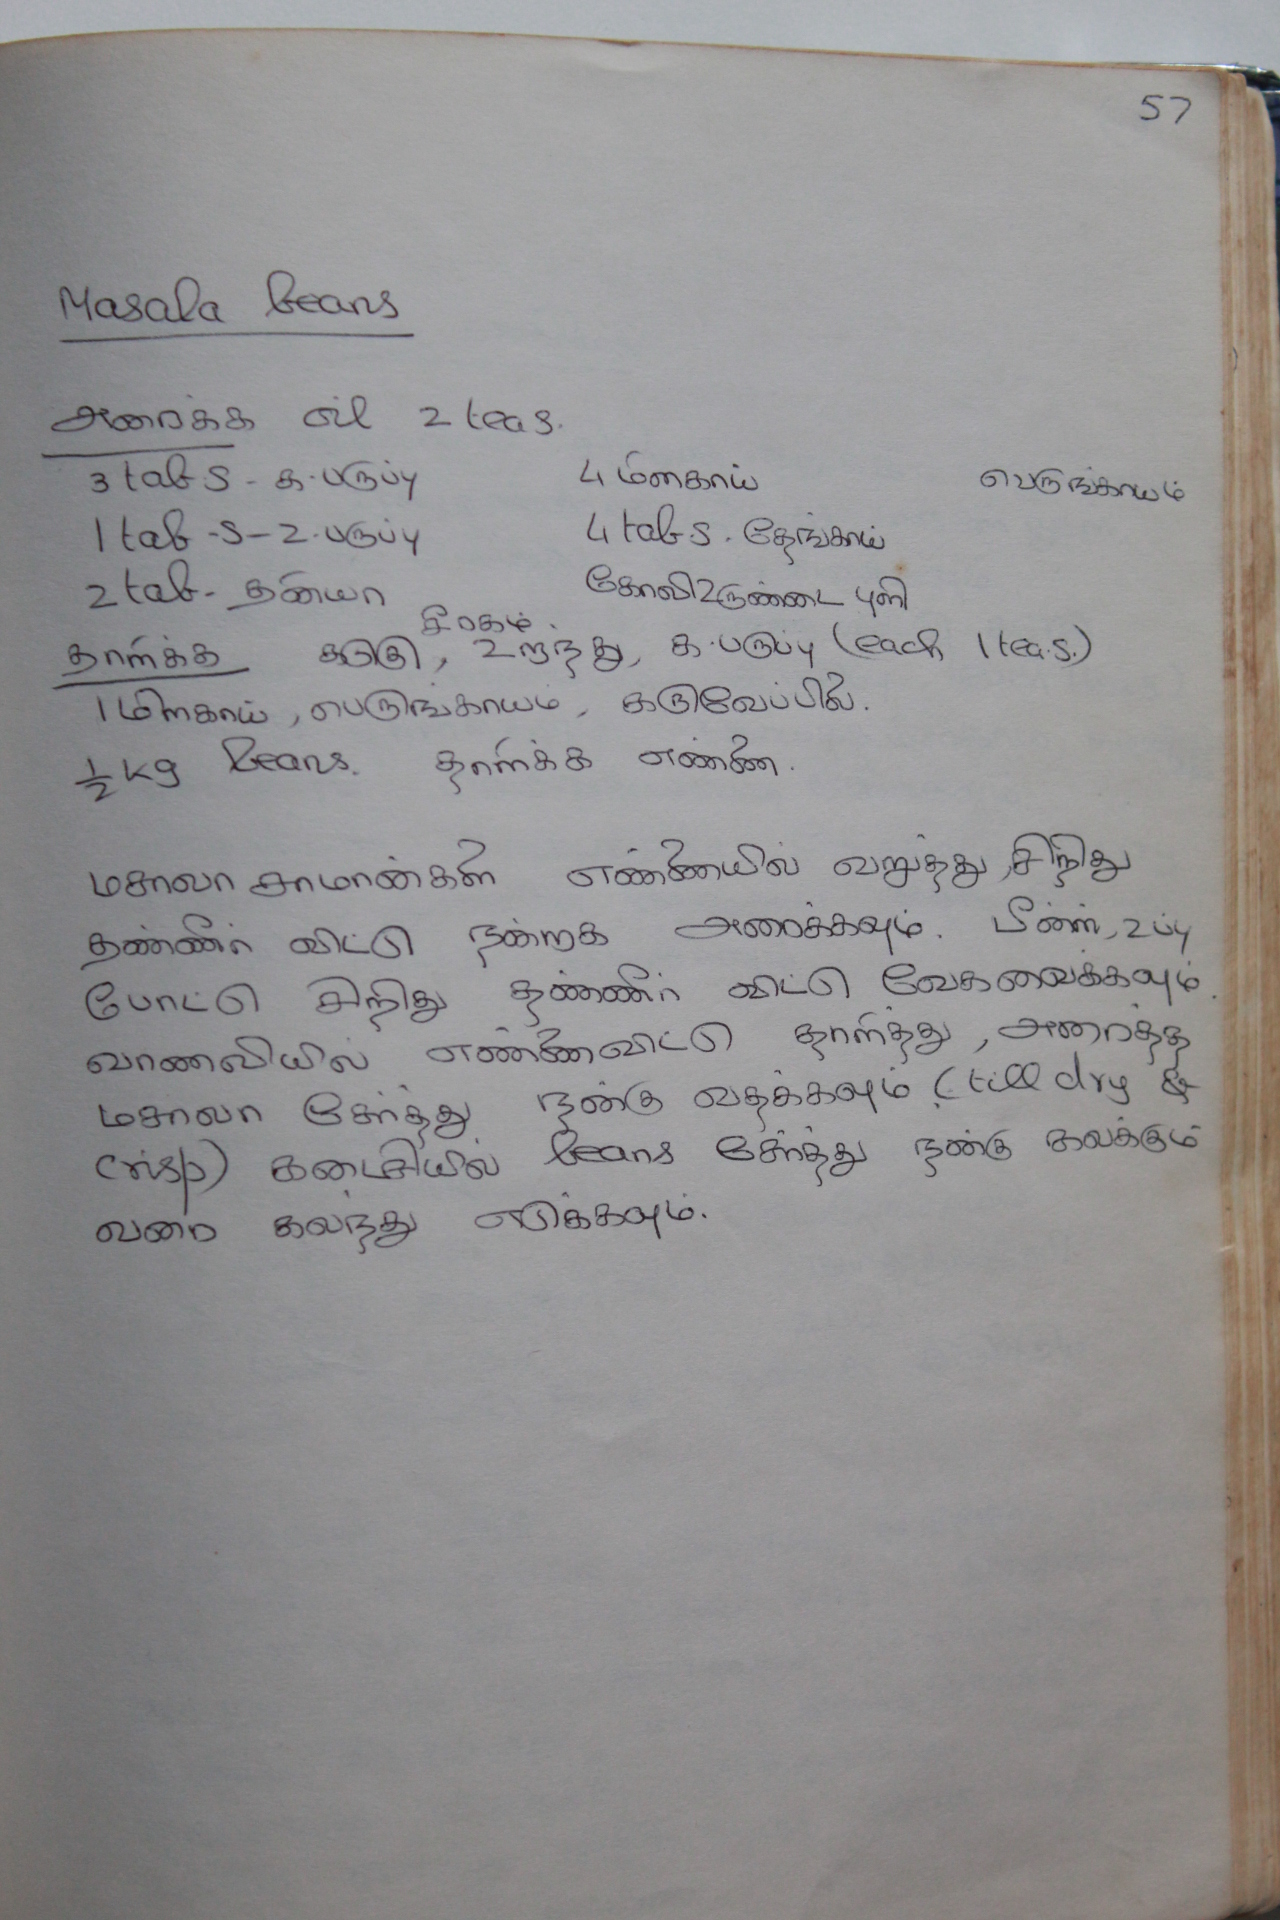 57
Masala beans
அரைக்க எள் 2 teas.
3 tab.s - க.பருப்பு 4 மிளகாய் பெருங்காயம்
1 tab.s - உ.பருப்பு 4 tab.s. தேங்காய்
2 tab - தனியா கோலிஉருண்டை புளி
சீரகம்.
தாளிக்க கடுகு, உளுந்து, க.பருப்பு (each 1 tea.s.)
1 மிளகாய், பெருங்காயம், கருவேப்பிலை.
½ kg beans. தாளிக்க எண்ணை.
மசாலா சாமான்களை எண்ணையில் வறுத்து, சிறிது
தண்ணீர் விட்டு நன்றாக அரைக்கவும். பீன்ஸ், உப்பு
போட்டு சிறிது தண்ணீர் விட்டு வேகவைக்கவும்.
வாணலியில் எண்ணைவிட்டு தாளித்து, அரைத்த
மசாலா சேர்த்து நன்கு வதக்கவும் (till dry &
crisp) கடைசியில் beans சேர்த்து நன்கு கலக்கும்
வரை கலந்து எடுக்கவும்.